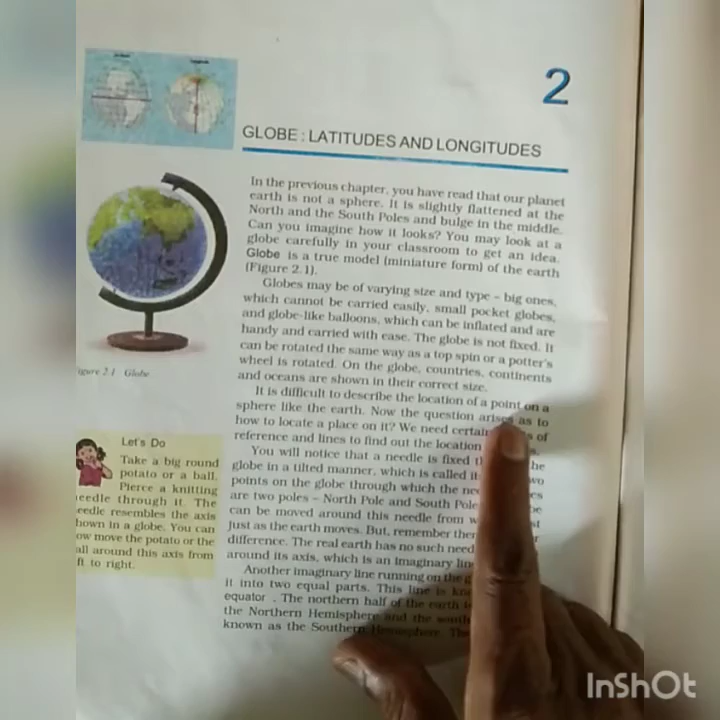 2
GLOBE : LATITUDES AND LONGITUDES
In the previous chapter, you have read that our planet
earth is not a sphere. It is slightly flattened at the
North and the South Poles and bulge in the middle.
Can you imagine how it looks? You may look at a
globe carefully in your classroom to get an idea.
Globe is a true model (miniature form) of the earth
(Figure 2.1).
Globes may be of varying size and type – big ones,
which cannot be carried easily, small pocket globes,
and globe-like balloons, which can be inflated and are
handy and carried with ease. The globe is not fixed. It
can be rotated the same way as a top spin or a potter's
wheel is rotated. On the globe, countries, continents
and oceans are shown in their correct size.
It is difficult to describe the location of a point on a
sphere like the earth. Now the question arises as to
how to locate a place on it? We need certain of
reference and lines to find out the location
You will notice that a needle is fixed
globe in a tilted manner, which is called
points on the globe through which the
are two poles – North Pole and South Pole
can be moved around this needle from
just as the earth moves. But, remember
difference. The real earth has no such
around its axis, which is an imaginary
Another imaginary line running on the
it into two equal parts. This line is
equator . The northern half of the earth
the Northern Hemisphere and the
known as the Southern Hemisphere.
igure 2.1 Globe
Let's Do
Take a big round
potato or a ball.
Pierce a knitting
eedle through it. The
eedle resembles the axis
hown in a globe. You can
ow move the potato or the
all around this axis from
ft to right.
InShOt